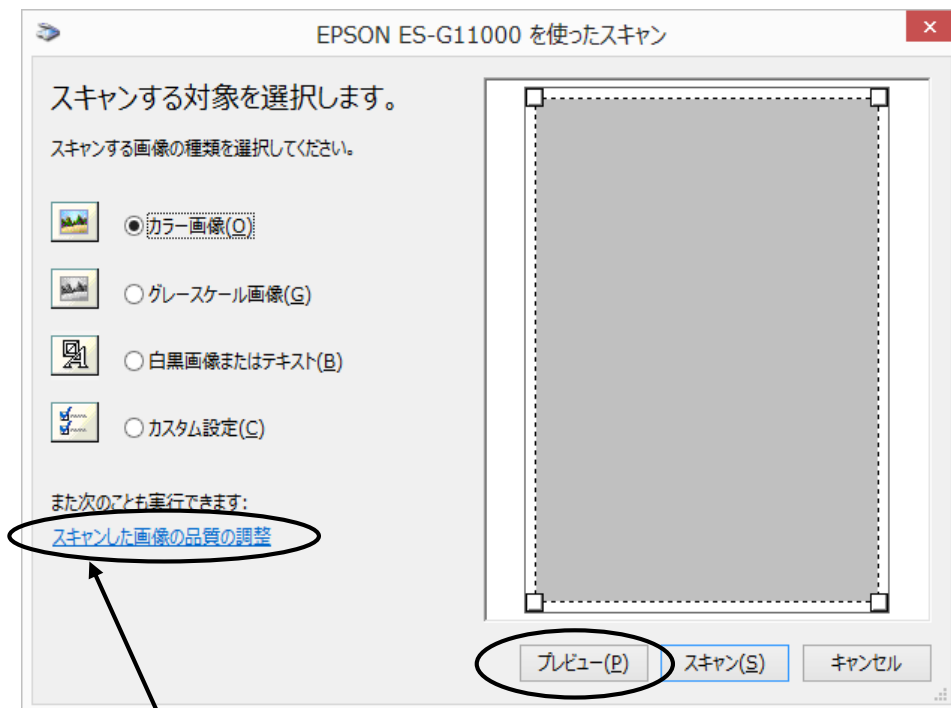 EPSON ES-G11000 を使ったスキャン
スキャンする対象を選択します。
スキャンする画像の種類を選択してください。
カラー画像(O)
グレースケール画像(G)
白黒画像またはテキスト(B)
カスタム設定(C)
また次のことも実行できます:
スキャンした画像の品質の調整
プレビュー(P)
スキャン(S)
キャンセル